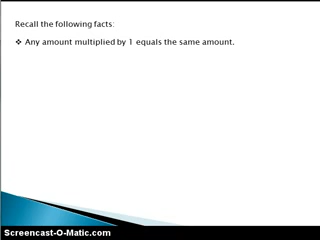 Recall the following facts:
❖ Any amount multiplied by 1 equals the same amount.
Screencast-O-Matic.com